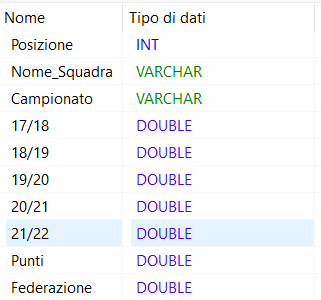 Nome Tipo di dati
Posizione INT
Nome_Squadra VARCHAR
Campionato VARCHAR
17/18 DOUBLE
18/19 DOUBLE
19/20 DOUBLE
20/21 DOUBLE
21/22 DOUBLE
Punti DOUBLE
Federazione DOUBLE